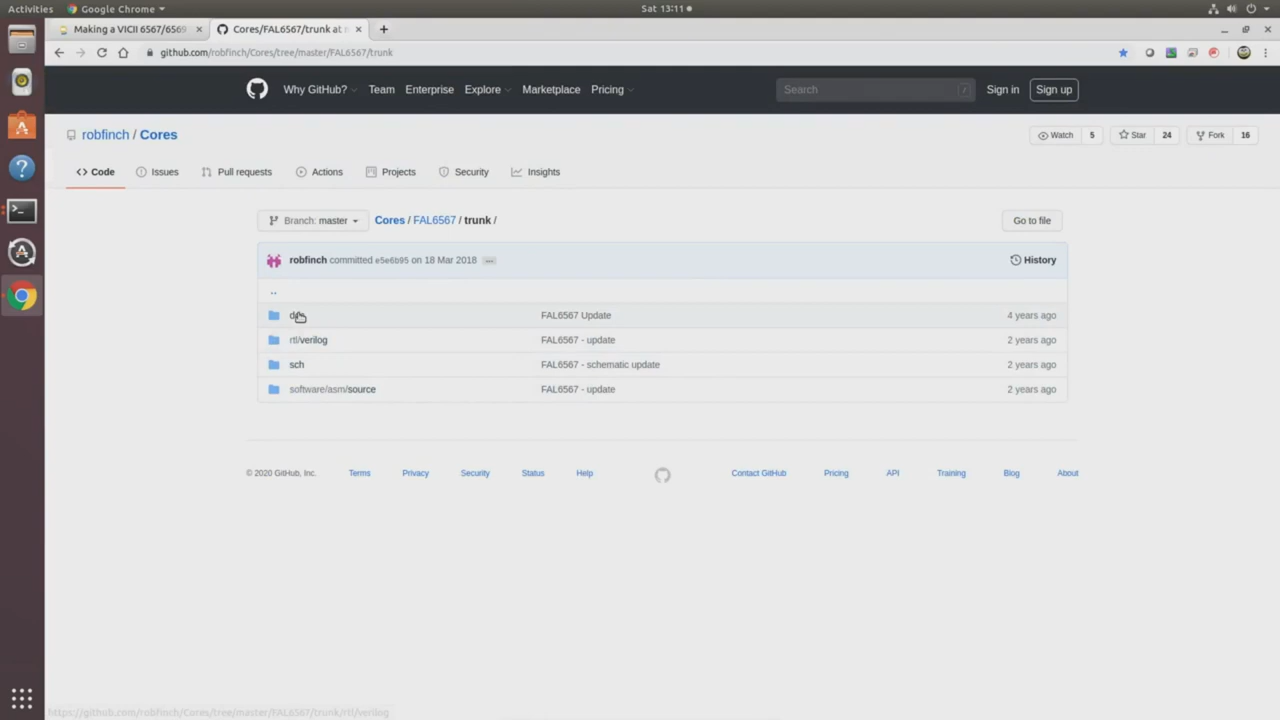 Activities Google Chrome Sat 13:11
Making a VICII 6567/6569 Cores/FAL6567/trunk at
github.com/robfinch/Cores/tree/master/FAL6567/trunk
Why GitHub? Team Enterprise Explore Marketplace Pricing Search / Sign in Sign up
robfinch / Cores Watch 5 Star 24 Fork 16
<> Code Issues Pull requests Actions Projects Security Insights
Branch: master Cores / FAL6567 / trunk / Go to file
robfinch committed e5e6b95 on 18 Mar 2018 ... History
..
FAL6567 Update 4 years ago
rtl/verilog FAL6567 - update 2 years ago
sch FAL6567 - schematic update 2 years ago
software/asm/source FAL6567 - update 2 years ago
© 2020 GitHub, Inc. Terms Privacy Security Status Help Contact GitHub Pricing API Training Blog About
https://github.com/robfinch/Cores/tree/master/FAL6567/trunk/rtl/verilog